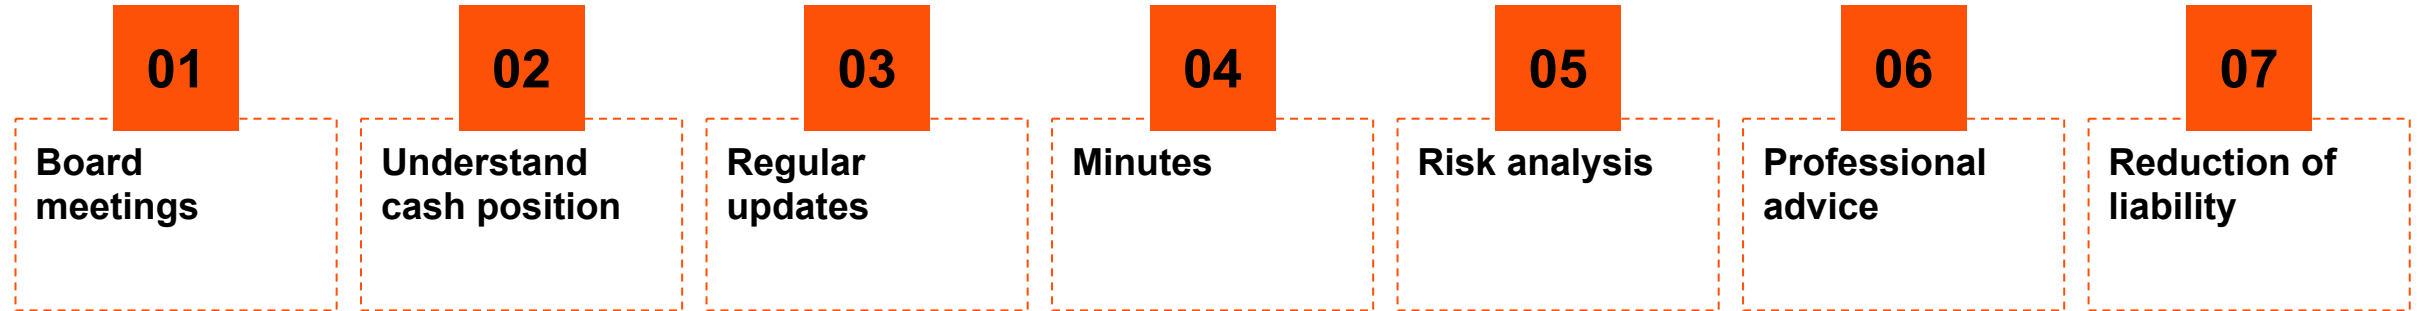 01
Board
meetings
02
Understand
cash position
03
Regular
updates
04
Minutes
05
Risk analysis
06
Professional
advice
07
Reduction of
liability